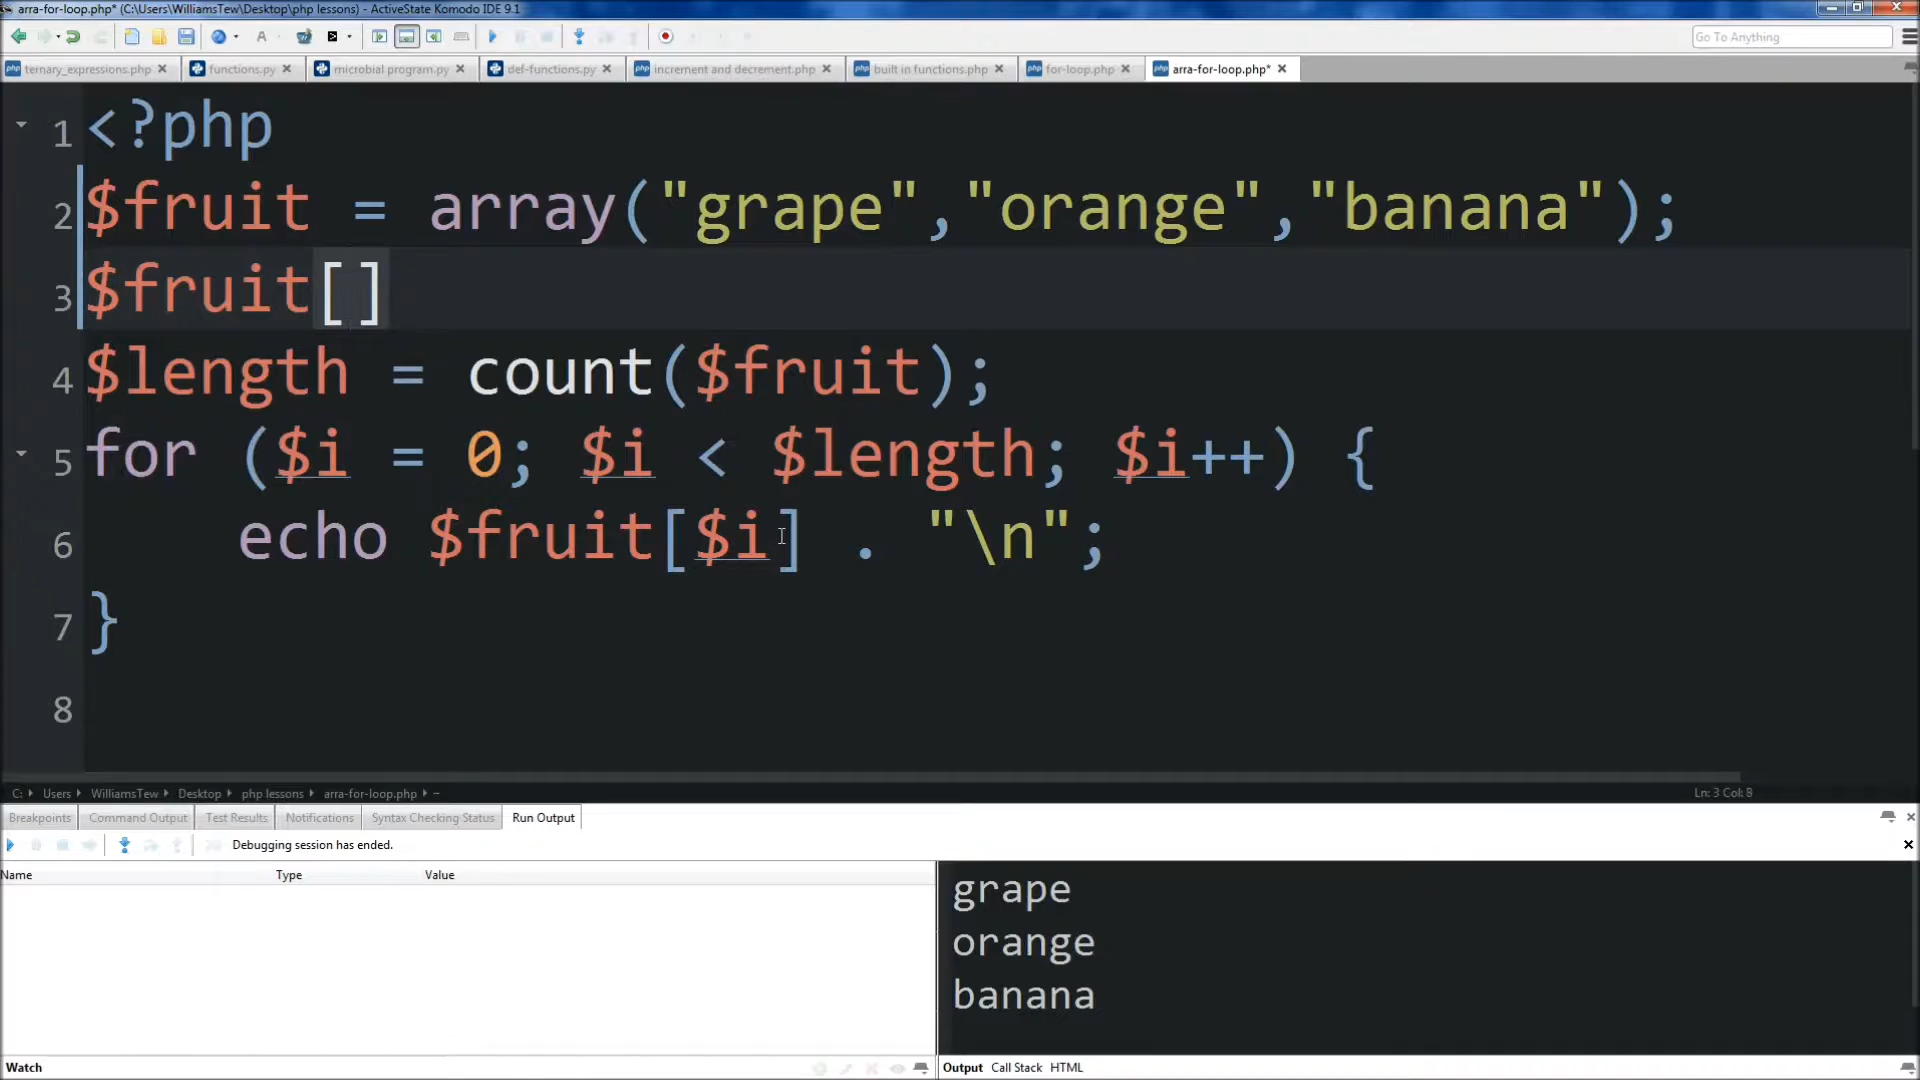 arra-for-loop.php* (C:\Users\WilliamsTew\Desktop\php lessons) - ActiveState Komodo IDE 9.1
Go To Anything
ternary_expressions.php functions.py microbial program.py def-functions.py increment and decrement.php built in functions.php for-loop.php arra-for-loop.php*
1 <?php
2 $fruit = array("grape","orange","banana");
3 $fruit[]
4 $length = count($fruit);
5 for ($i = 0; $i < $length; $i++) {
6 echo $fruit[$i] . "\n";
7 }
8
C: Users WilliamsTew Desktop php lessons arra-for-loop.php Ln: 3 Col: 8
Breakpoints Command Output Test Results Notifications Syntax Checking Status Run Output
Debugging session has ended.
Name Type Value
grape
orange
banana
Watch Output Call Stack HTML